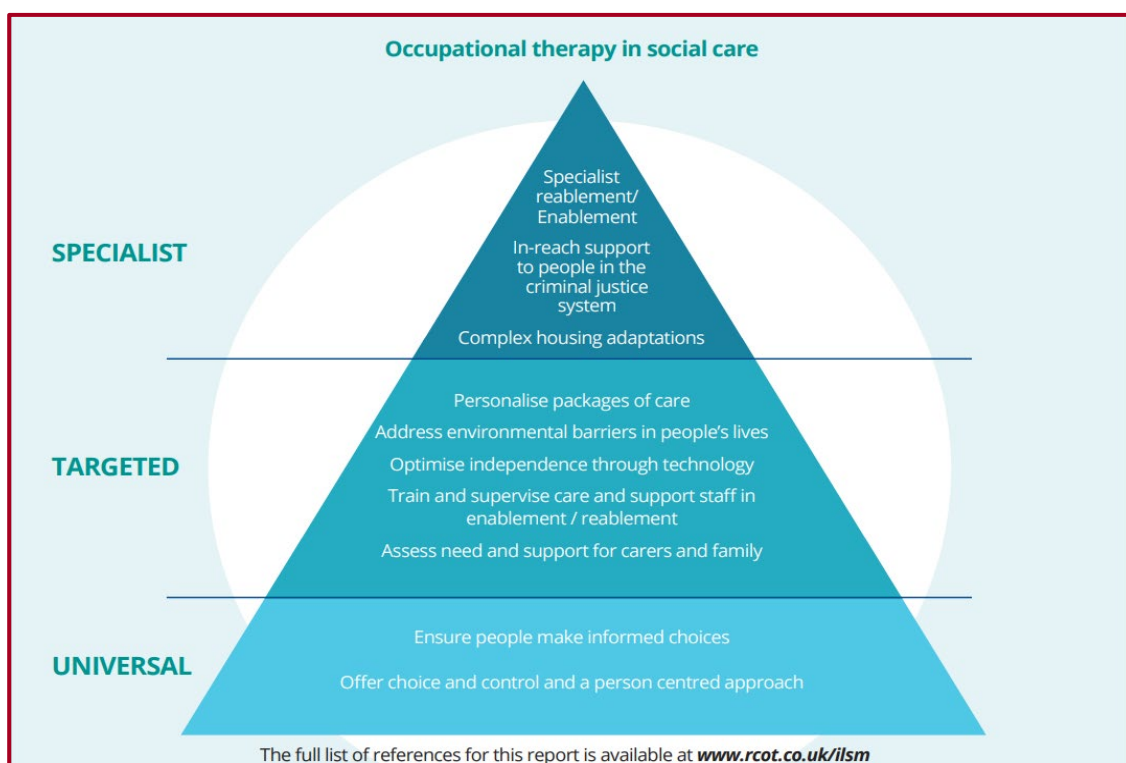 Occupational therapy in social care
SPECIALIST
Specialist
reablement/
Enablement
In-reach support
to people in the
criminal justice
system
Complex housing adaptations
TARGETED
Personalise packages of care
Address environmental barriers in people’s lives
Optimise independence through technology
Train and supervise care and support staff in
enablement / reablement
Assess need and support for carers and family
UNIVERSAL
Ensure people make informed choices
Offer choice and control and a person centred approach
The full list of references for this report is available at www.rcot.co.uk/ilsm